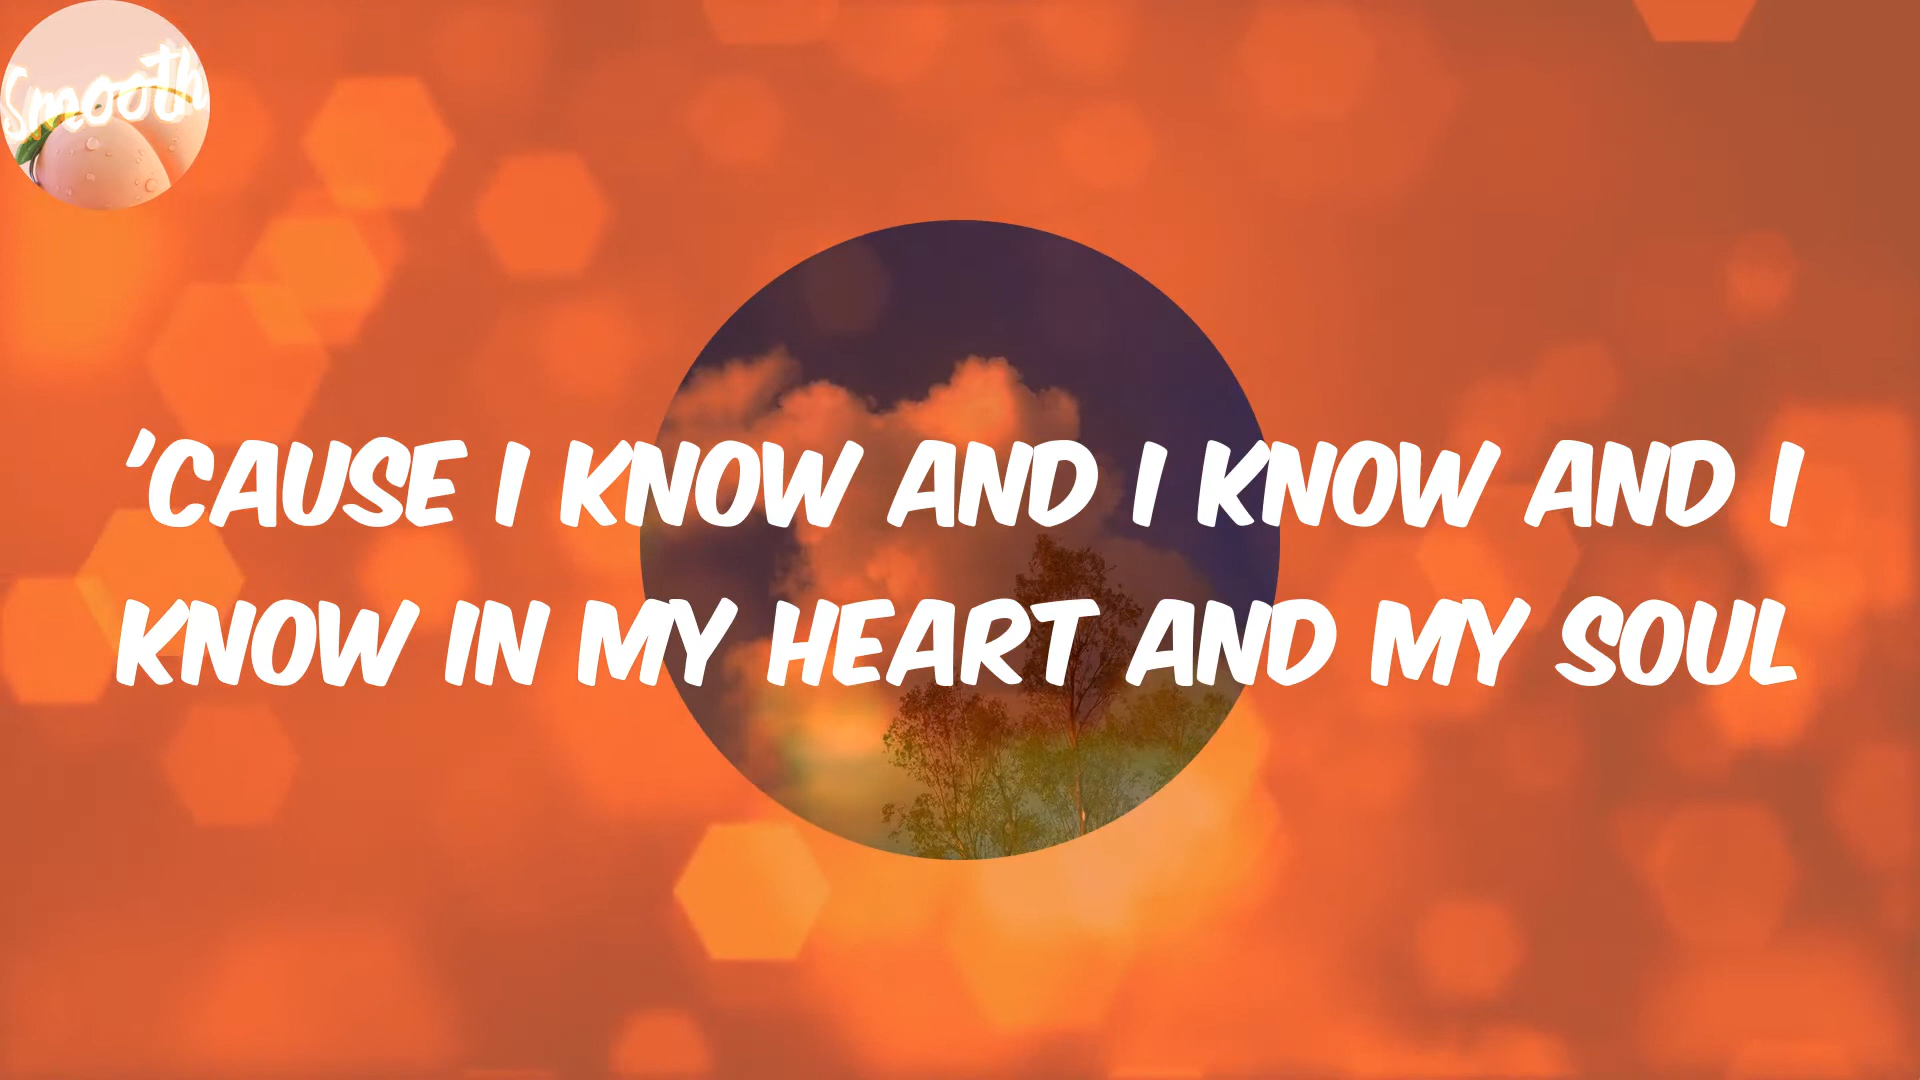 Smooth
'CAUSE I KNOW AND I KNOW AND I
KNOW IN MY HEART AND MY SOUL